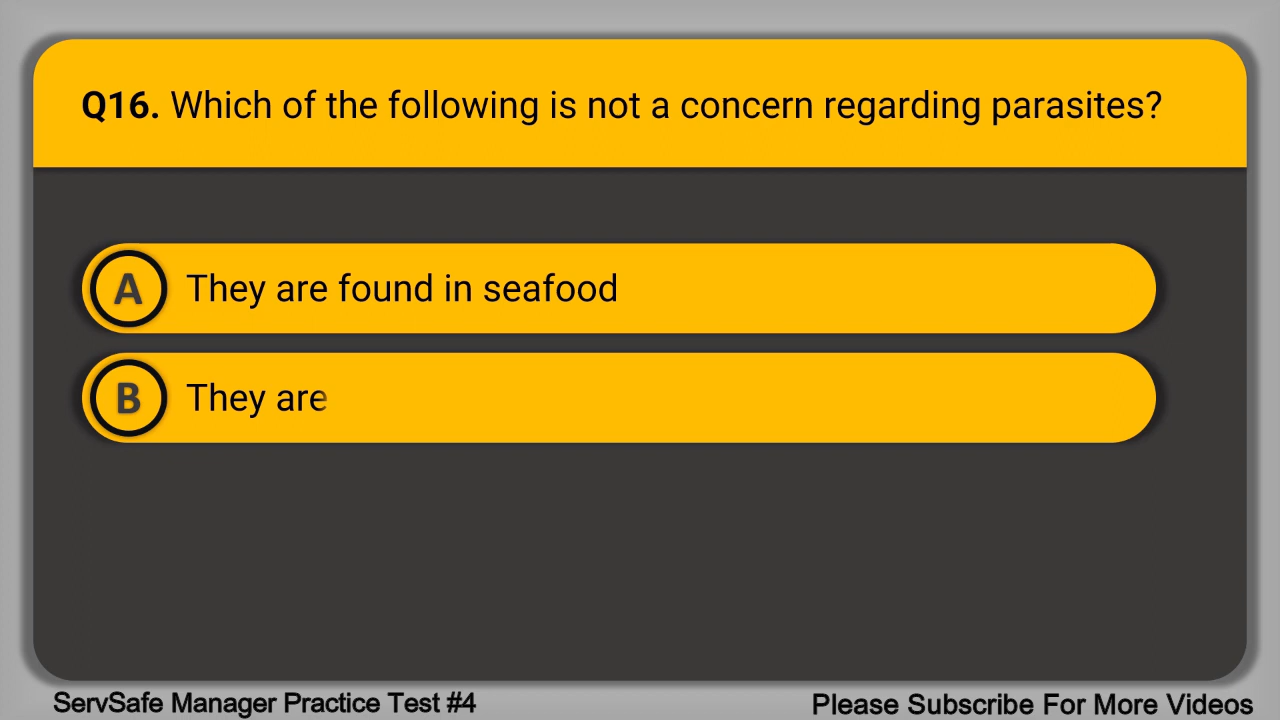 Q16. Which of the following is not a concern regarding parasites?
A They are found in seafood
B They are
ServSafe Manager Practice Test #4
Please Subscribe For More Videos